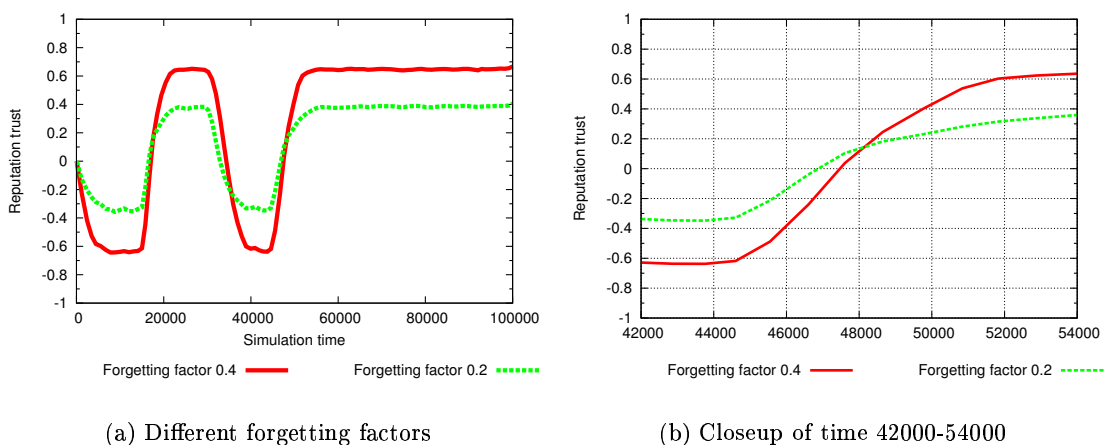 1
0.8
0.6
0.4
0.2
0
-0.2
-0.4
-0.6
-0.8
-1
Reputation trust
0 20000 40000 60000 80000 100000
Simulation time
Forgetting factor 0.4 Forgetting factor 0.2
(a) Different forgetting factors
1
0.8
0.6
0.4
0.2
0
-0.2
-0.4
-0.6
-0.8
-1
Reputation trust
42000 44000 46000 48000 50000 52000 54000
Forgetting factor 0.4 Forgetting factor 0.2
(b) Closeup of time 42000-54000